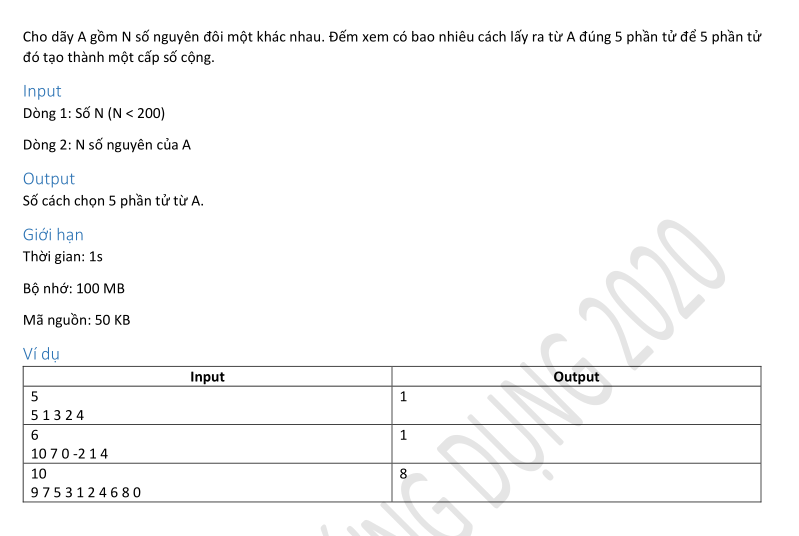 Cho dãy A gồm N số nguyên đôi một khác nhau. Đếm xem có bao nhiêu cách lấy ra từ A đúng 5 phần tử để 5 phần tử
đó tạo thành một cấp số cộng.
Input
Dòng 1: Số N (N < 200)
Dòng 2: N số nguyên của A
Output
Số cách chọn 5 phần tử từ A.
Giới hạn
Thời gian: 1s
Bộ nhớ: 100 MB
Mã nguồn: 50 KB
Ví dụ
Input Output
5 1
5 1 3 2 4
6 1
10 7 0 -2 1 4
10 8
9 7 5 3 1 2 4 6 8 0
NG DỤNG 2020